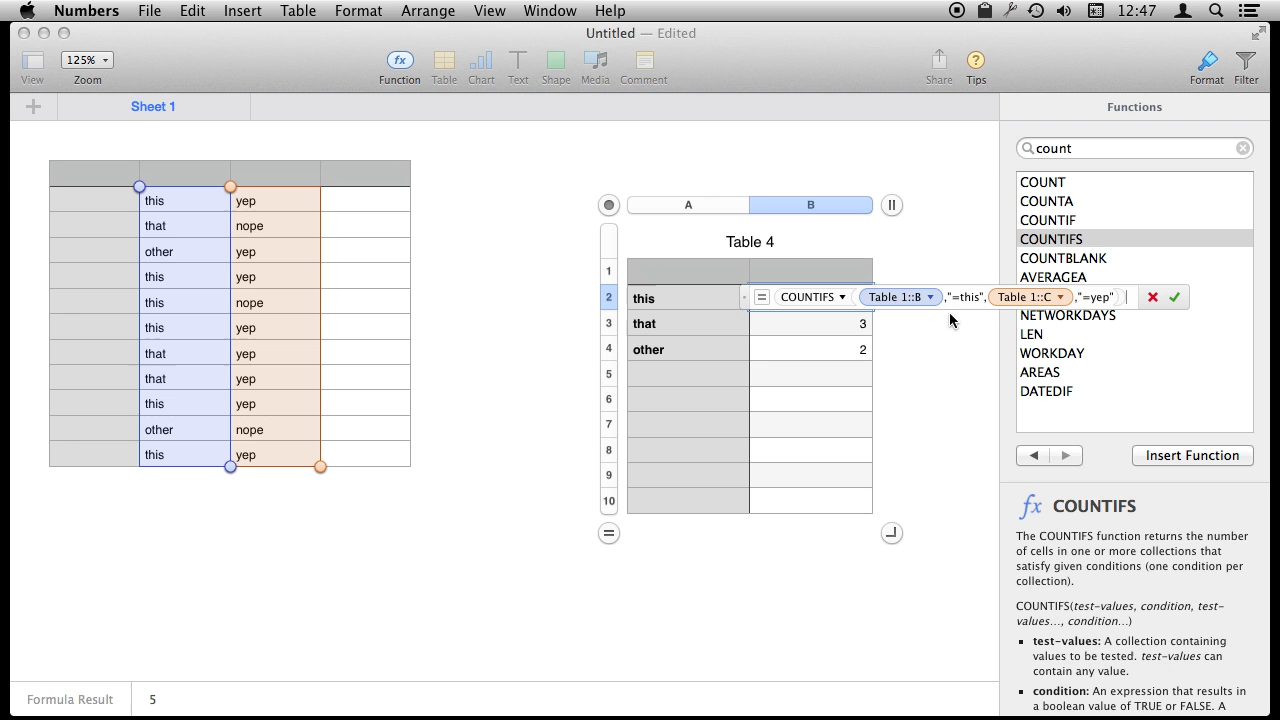 Numbers File Edit Insert Table Format Arrange View Window Help 12:47
Untitled — Edited
125%
View Zoom Function Table Chart Text Shape Media Comment Share Tips Format Filter
Sheet 1
Functions
count
this yep
that nope
other yep
this yep
this nope
this yep
that yep
that yep
this yep
other nope
this yep
A B
Table 4
1
2 this = COUNTIFS Table 1::B ,"=this", Table 1::C ,"=yep"
3 that 3
4 other 2
5
6
7
8
9
10
COUNT
COUNTA
COUNTIF
COUNTIFS
COUNTBLANK
AVERAGEA
NETWORKDAYS
LEN
WORKDAY
AREAS
DATEDIF
Insert Function
fx COUNTIFS
The COUNTIFS function returns the number
of cells in one or more collections that
satisfy given conditions (one condition per
collection).
COUNTIFS(test-values, condition, test-
values…, condition…)
▪ test-values: A collection containing
values to be tested. test-values can
contain any value.
▪ condition: An expression that results in
a boolean value of TRUE or FALSE. A
Formula Result 5